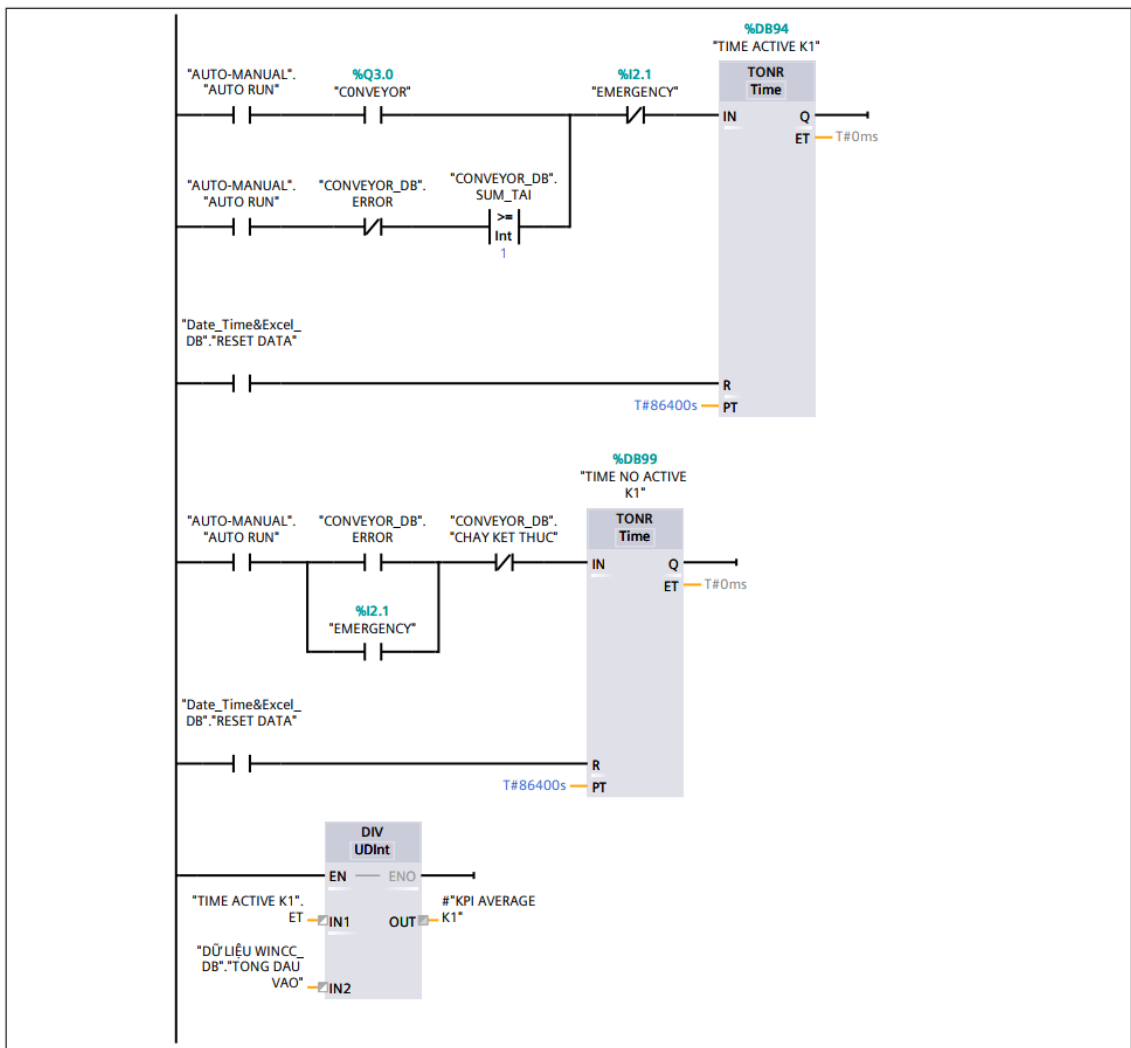 %DB94
"TIME ACTIVE K1"
TONR
Time
"AUTO-MANUAL".
"AUTO RUN"
%Q3.0
"C0NVEYOR"
%I2.1
"EMERGENCY"
IN
Q
ET
T#0ms
"AUTO-MANUAL".
"AUTO RUN"
"CONVEYOR_DB".
ERROR
"CONVEYOR_DB".
SUM_TAI
>=
Int
1
"Date_Time&Excel_
DB"."RESET DATA"
R
T#86400s
PT
%DB99
"TIME NO ACTIVE
K1"
TONR
Time
"AUTO-MANUAL".
"AUTO RUN"
"CONVEYOR_DB".
ERROR
"CONVEYOR_DB".
"CHAY KET THUC"
IN
Q
ET
T#0ms
%I2.1
"EMERGENCY"
"Date_Time&Excel_
DB"."RESET DATA"
R
T#86400s
PT
DIV
UDInt
EN
ENO
"TIME ACTIVE K1".
ET
IN1
OUT
#"KPI AVERAGE
K1"
"DỮ LIỆU WINCC_
DB"."TONG DAU
VAO"
IN2